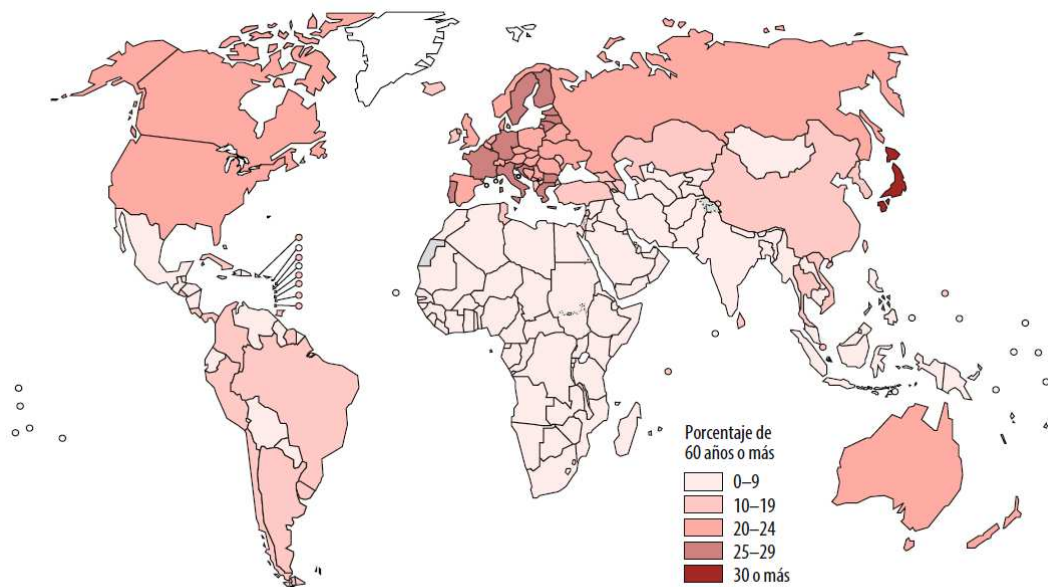 Porcentaje de
60 años o más
0–9
10–19
20–24
25–29
30 o más